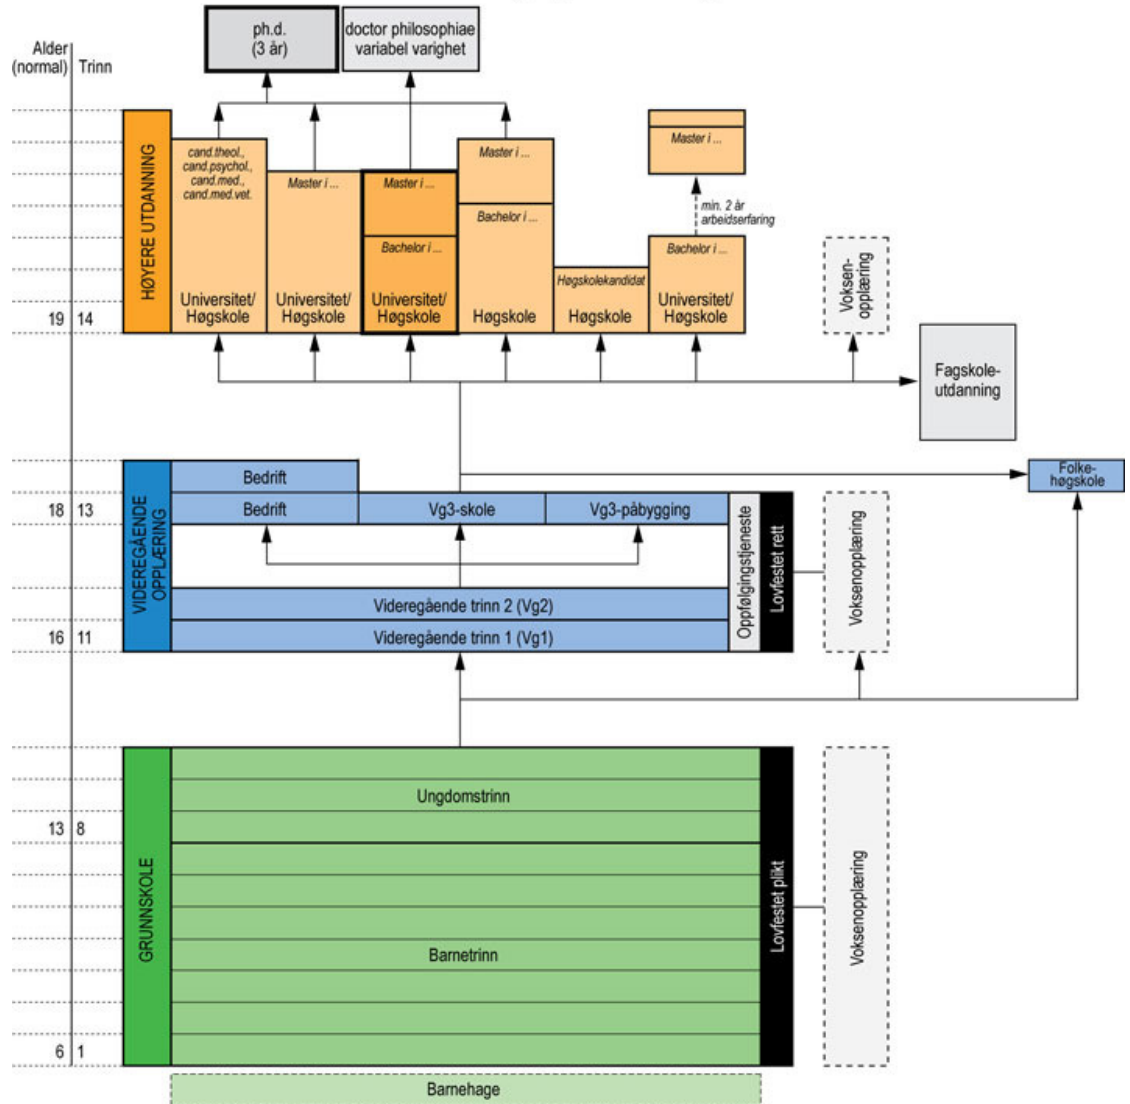 ph.d.
(3 år)
doctor philosophiae
variabel varighet
Alder
(normal)
Trinn
HØYERE UTDANNING
cand.theol.,
cand.psychol.,
cand.med.,
cand.med.vet.
Universitet/
Høgskole
Master i ...
Universitet/
Høgskole
Master i ...
Bachelor i ...
Universitet/
Høgskole
Master i ...
Bachelor i ...
Høgskole
Høgskolekandidat
Høgskole
Master i ...
min. 2 år
arbeidserfaring
Bachelor i ...
Universitet/
Høgskole
Voksen-
opplæring
19 14
Fagskole-
utdanning
VIDEREGÅENDE
OPPLÆRING
Bedrift
Folke-
høgskole
18 13
Bedrift
Vg3-skole
Vg3-påbygging
Oppfølgingstjeneste
Lovfestet rett
Voksenopplæring
Videregående trinn 2 (Vg2)
16 11
Videregående trinn 1 (Vg1)
GRUNNSKOLE
Ungdomstrinn
13 8
Lovfestet plikt
Voksenopplæring
Barnetrinn
6 1
Barnehage